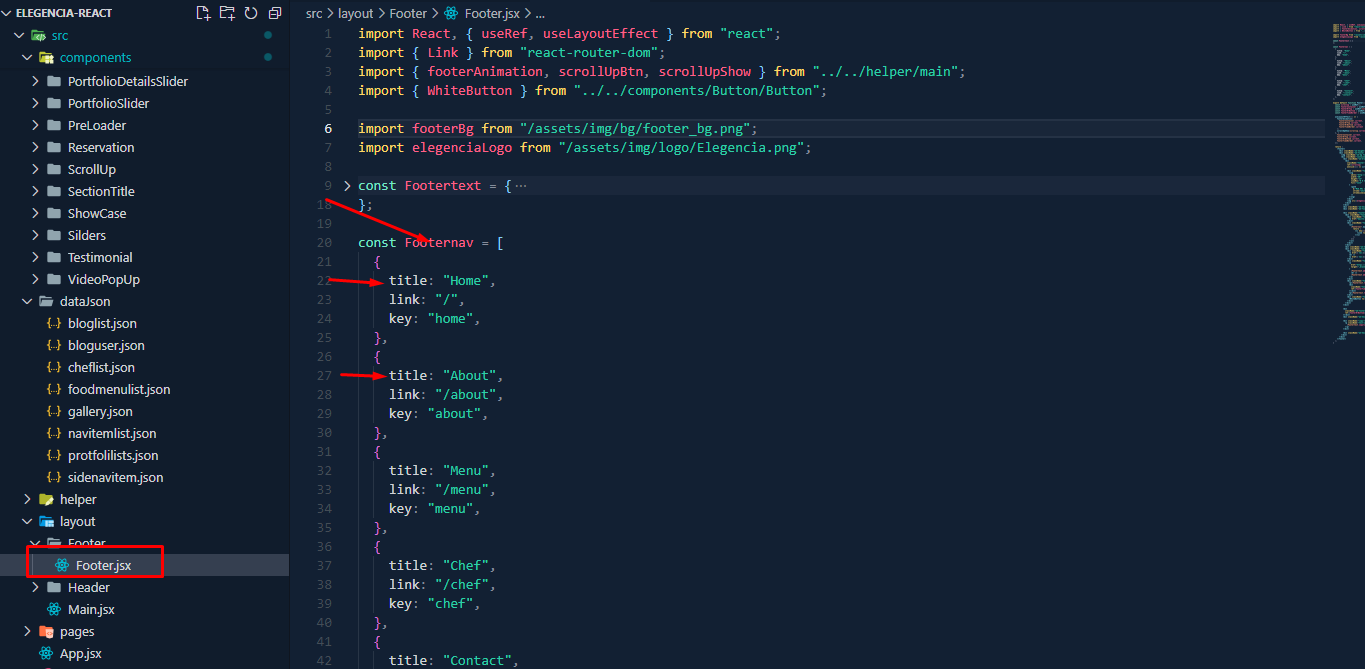 ELEGENCIA-REACT
src
components
PortfolioDetailsSlider
PortfolioSlider
PreLoader
Reservation
ScrollUp
SectionTitle
ShowCase
Silders
Testimonial
VideoPopUp
dataJson
{..} bloglist.json
{..} bloguser.json
{..} cheflist.json
{..} foodmenulist.json
{..} gallery.json
{..} navitemlist.json
{..} protfolilists.json
{..} sidenavitem.json
helper
layout
Footer
Footer.jsx
Header
Main.jsx
pages
App.jsx
src > layout > Footer > Footer.jsx > ...
1 import React, { useRef, useLayoutEffect } from "react";
2 import { Link } from "react-router-dom";
3 import { footerAnimation, scrollUpBtn, scrollUpShow } from "../../helper/main";
4 import { WhiteButton } from "../../components/Button/Button";
5
6 import footerBg from "/assets/img/bg/footer_bg.png";
7 import elegenciaLogo from "/assets/img/logo/Elegencia.png";
8
9 const Footertext = { ···
18 };
19
20 const Footernav = [
21 {
22 title: "Home",
23 link: "/",
24 key: "home",
25 },
26 {
27 title: "About",
28 link: "/about",
29 key: "about",
30 },
31 {
32 title: "Menu",
33 link: "/menu",
34 key: "menu",
35 },
36 {
37 title: "Chef",
38 link: "/chef",
39 key: "chef",
40 },
41 {
42 title: "Contact",